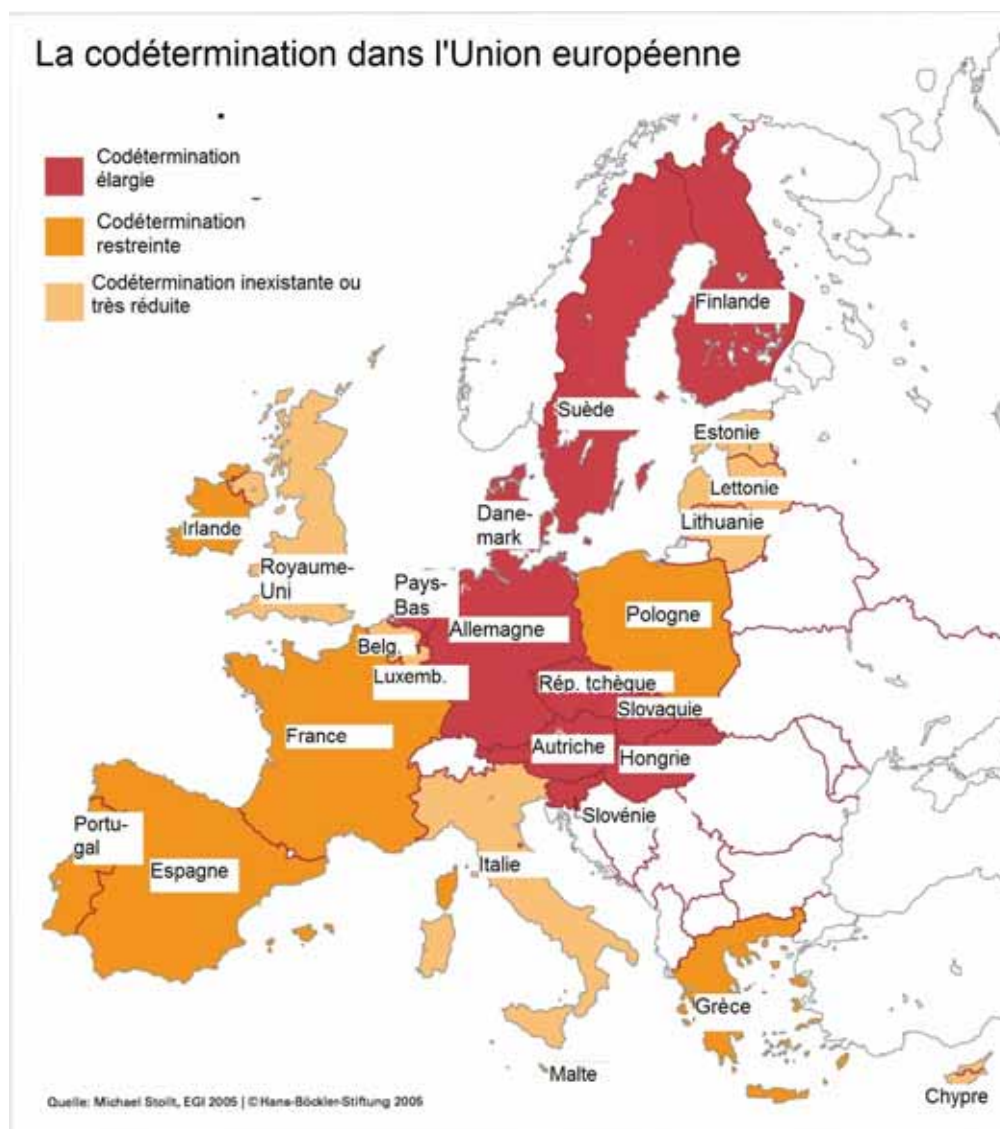 La codétermination dans l'Union européenne
Codétermination
élargie
Codétermination
restreinte
Codétermination inexistante ou
très réduite
Finlande
Suède
Estonie
Lettonie
Lithuanie
Dane-
mark
Irlande
Royaume-
Uni
Pays-
Bas
Allemagne
Pologne
Belg.
Luxemb.
Rép. tchèque
Slovaquie
France
Autriche
Hongrie
Slovénie
Portu-
gal
Espagne
Italie
Grèce
Malte
Chypre
Quelle: Michael Stollt, EGI 2005 | © Hans-Böckler-Stiftung 2005